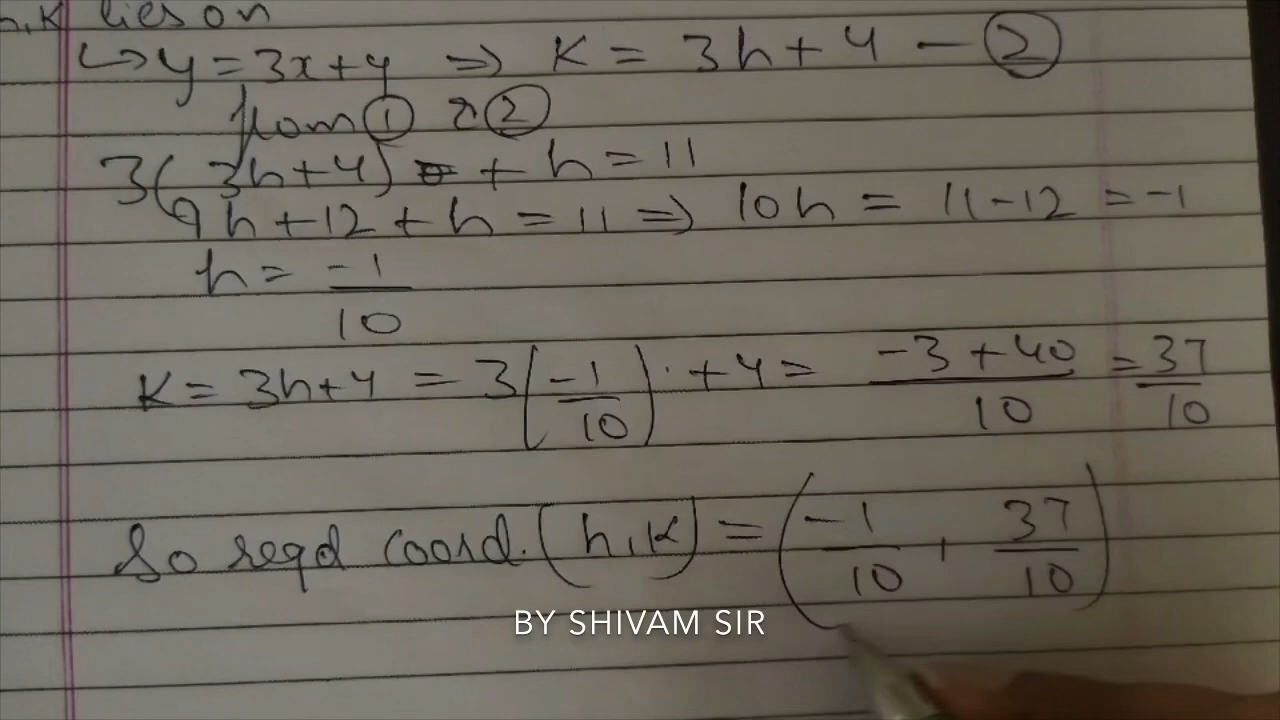 h,K lies on
↳ y = 3x+4 ⇒ K = 3h+4 — ②
from ① & ②
3(3h+4) + h = 11
9h+12+h = 11 ⇒ 10h = 11-12 = -1
h = -1/10
K = 3h+4 = 3(-1/10) + 4 = -3+40/10 = 37/10
So reqd coord. (h,K) = (-1/10, 37/10)
BY SHIVAM SIR